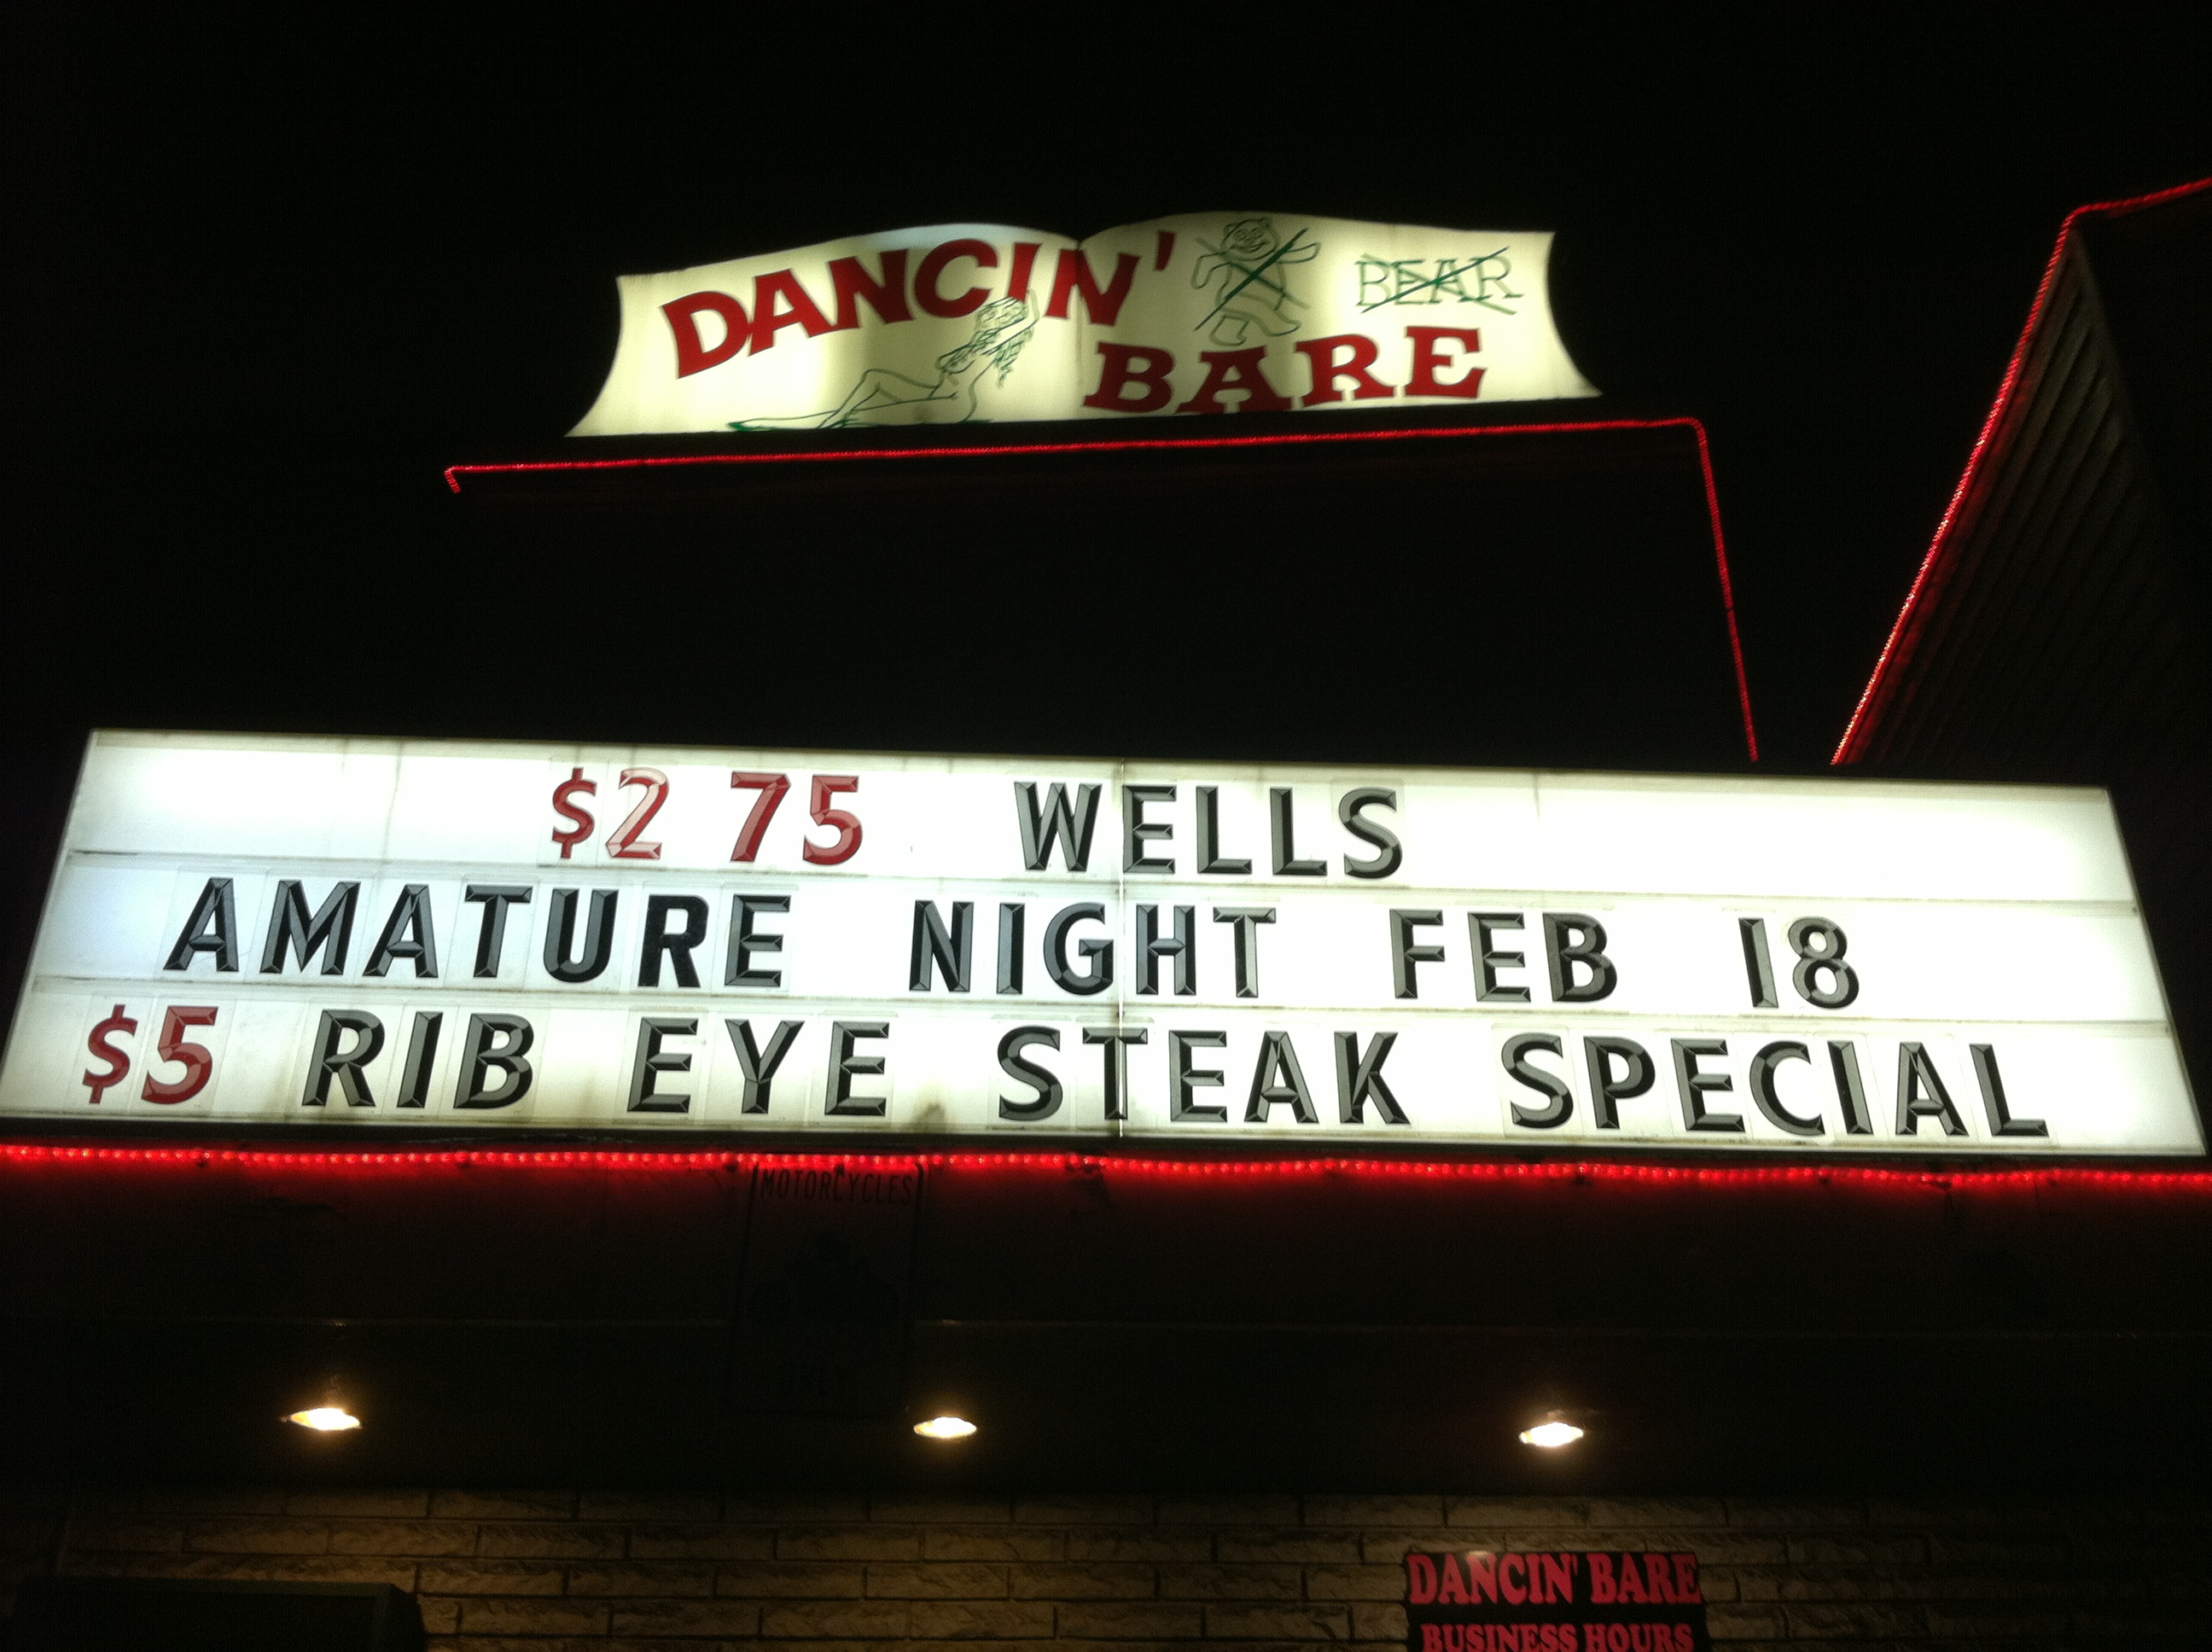 DANCIN'
BEAR
BARE
$2 75 WELLS
AMATURE NIGHT FEB 18
$5 RIB EYE STEAK SPECIAL
MOTORCYCLES
ONLY
DANCIN' BARE
BUSINESS HOURS